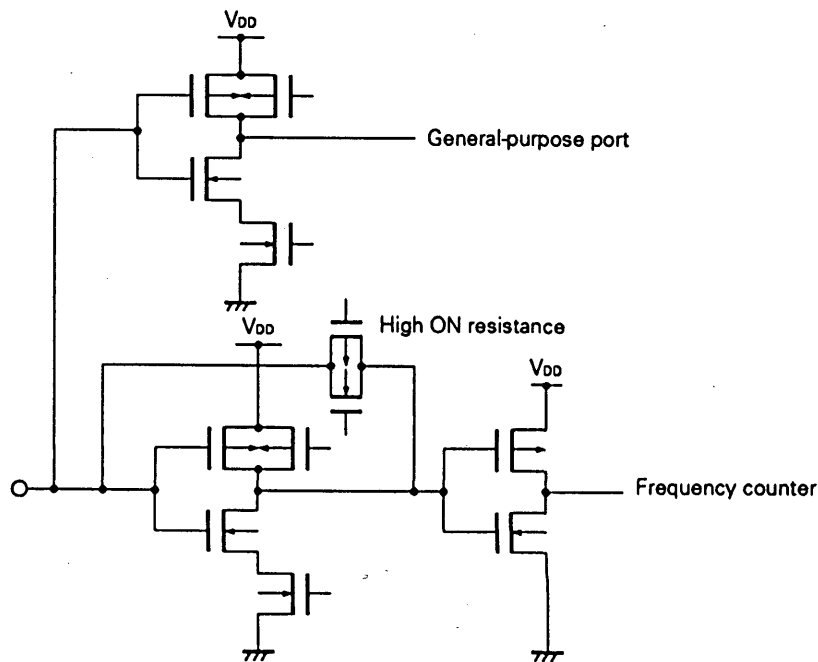 VDD
General-purpose port
VDD
High ON resistance
VDD
Frequency counter